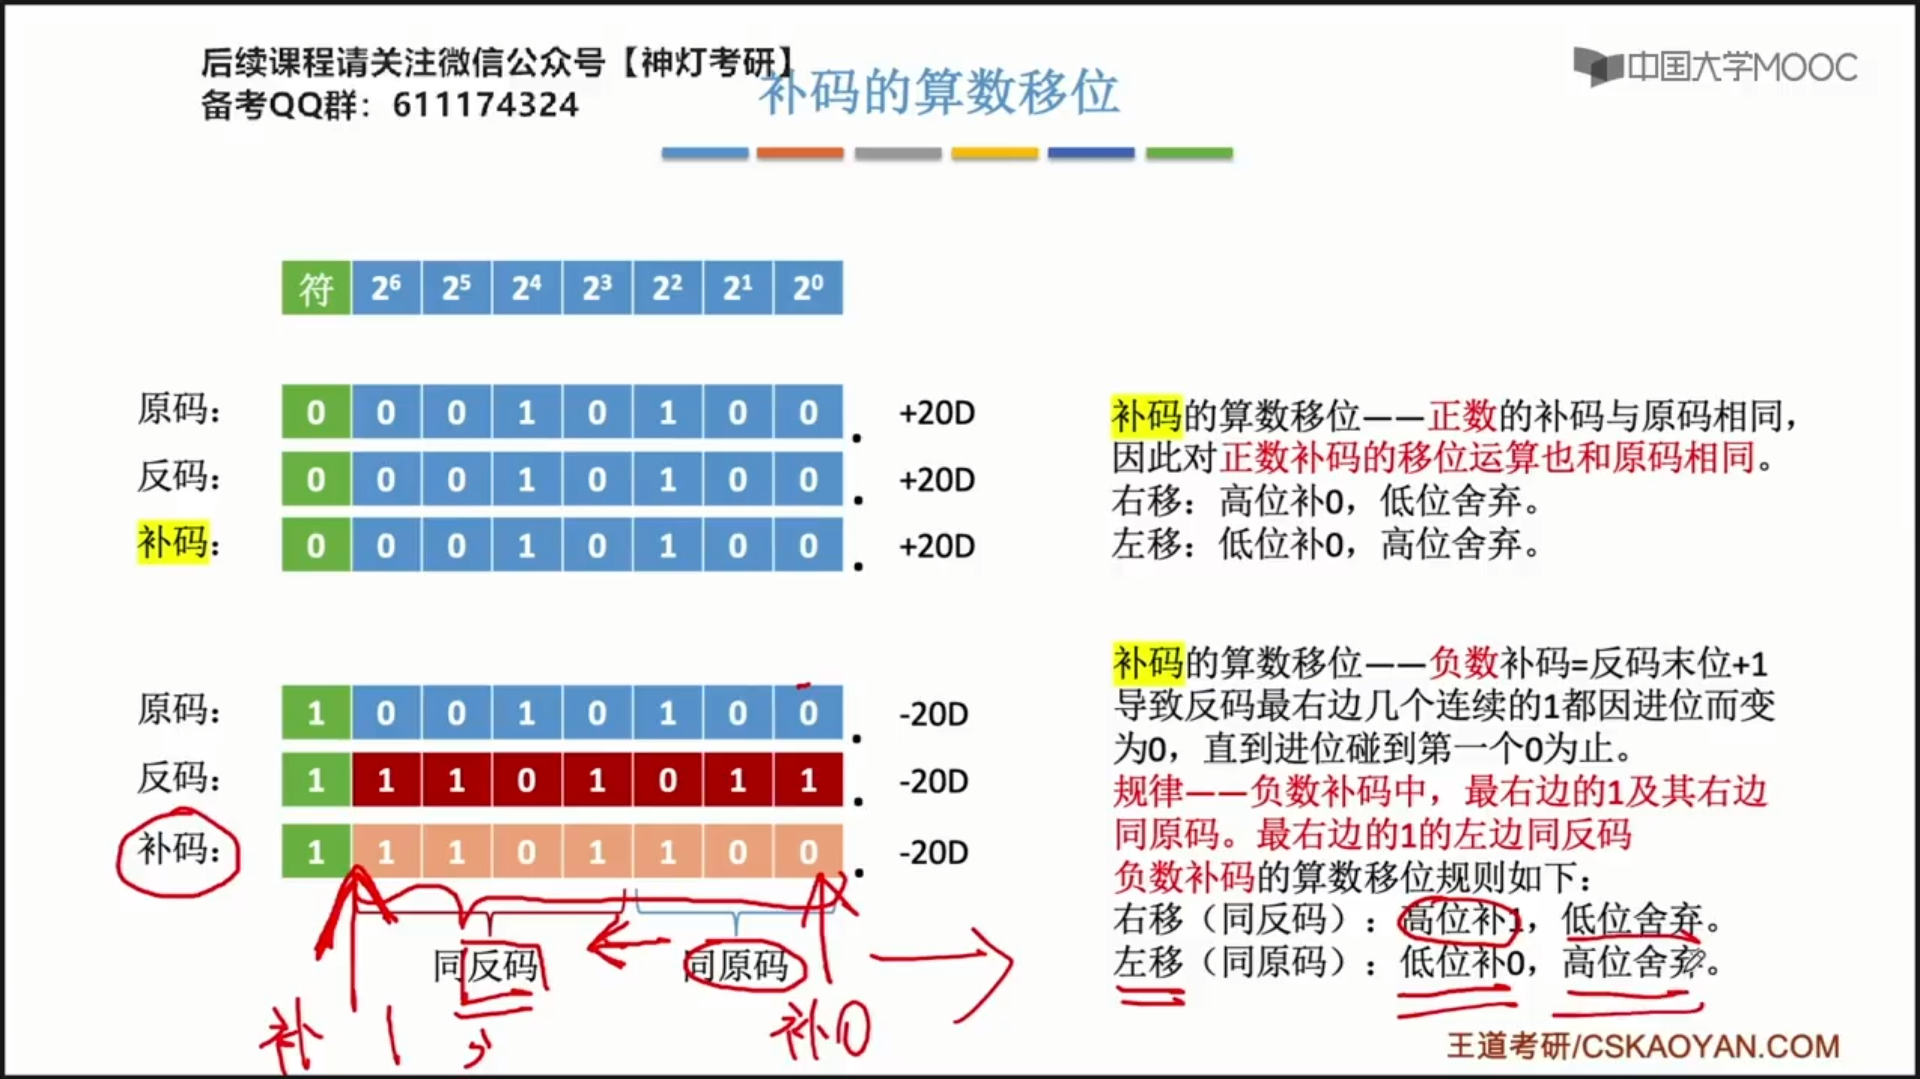 后续课程请关注微信公众号【神灯考研】
备考QQ群：611174324
补码的算数移位
中国大学MOOC
符 2⁶ 2⁵ 2⁴ 2³ 2² 2¹ 2⁰
原码： 0 0 0 1 0 1 0 0 . +20D
反码： 0 0 0 1 0 1 0 0 . +20D
补码： 0 0 0 1 0 1 0 0 . +20D
补码的算数移位——正数的补码与原码相同，
因此对正数补码的移位运算也和原码相同。
右移：高位补0，低位舍弃。
左移：低位补0，高位舍弃。
原码： 1 0 0 1 0 1 0 0 . -20D
反码： 1 1 1 0 1 0 1 1 . -20D
补码： 1 1 1 0 1 1 0 0 . -20D
同反码 同原码
补 1
补0
补码的算数移位——负数补码=反码末位+1
导致反码最右边几个连续的1都因进位而变
为0，直到进位碰到第一个0为止。
规律——负数补码中，最右边的1及其右边
同原码。最右边的1的左边同反码
负数补码的算数移位规则如下：
右移（同反码）：高位补1，低位舍弃。
左移（同原码）：低位补0，高位舍弃。
王道考研/CSKAOYAN.COM